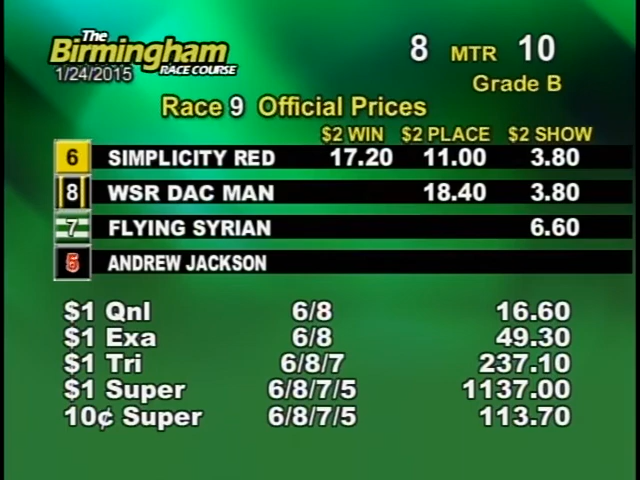 The
Birmingham
RACE COURSE
1/24/2015
8 MTR 10
Grade B
Race 9 Official Prices
$2 WIN $2 PLACE $2 SHOW
6 SIMPLICITY RED 17.20 11.00 3.80
8 WSR DAC MAN 18.40 3.80
7 FLYING SYRIAN 6.60
5 ANDREW JACKSON
$1 Qnl 6/8 16.60
$1 Exa 6/8 49.30
$1 Tri 6/8/7 237.10
$1 Super 6/8/7/5 1137.00
10¢ Super 6/8/7/5 113.70